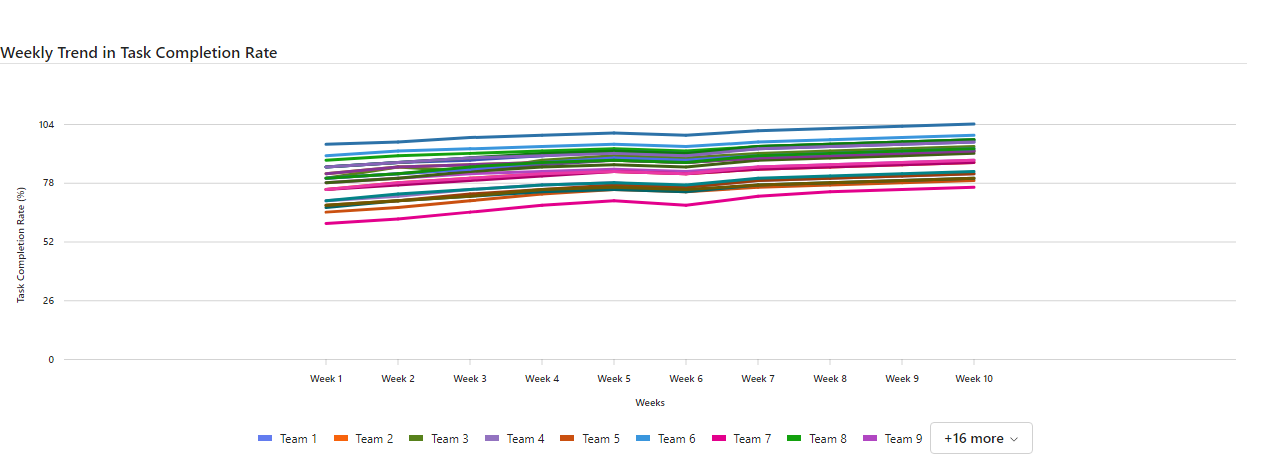 Weekly Trend in Task Completion Rate
104
78
52
26
0
Task Completion Rate (%)
Week 1 Week 2 Week 3 Week 4 Week 5 Week 6 Week 7 Week 8 Week 9 Week 10
Weeks
Team 1 Team 2 Team 3 Team 4 Team 5 Team 6 Team 7 Team 8 Team 9 +16 more